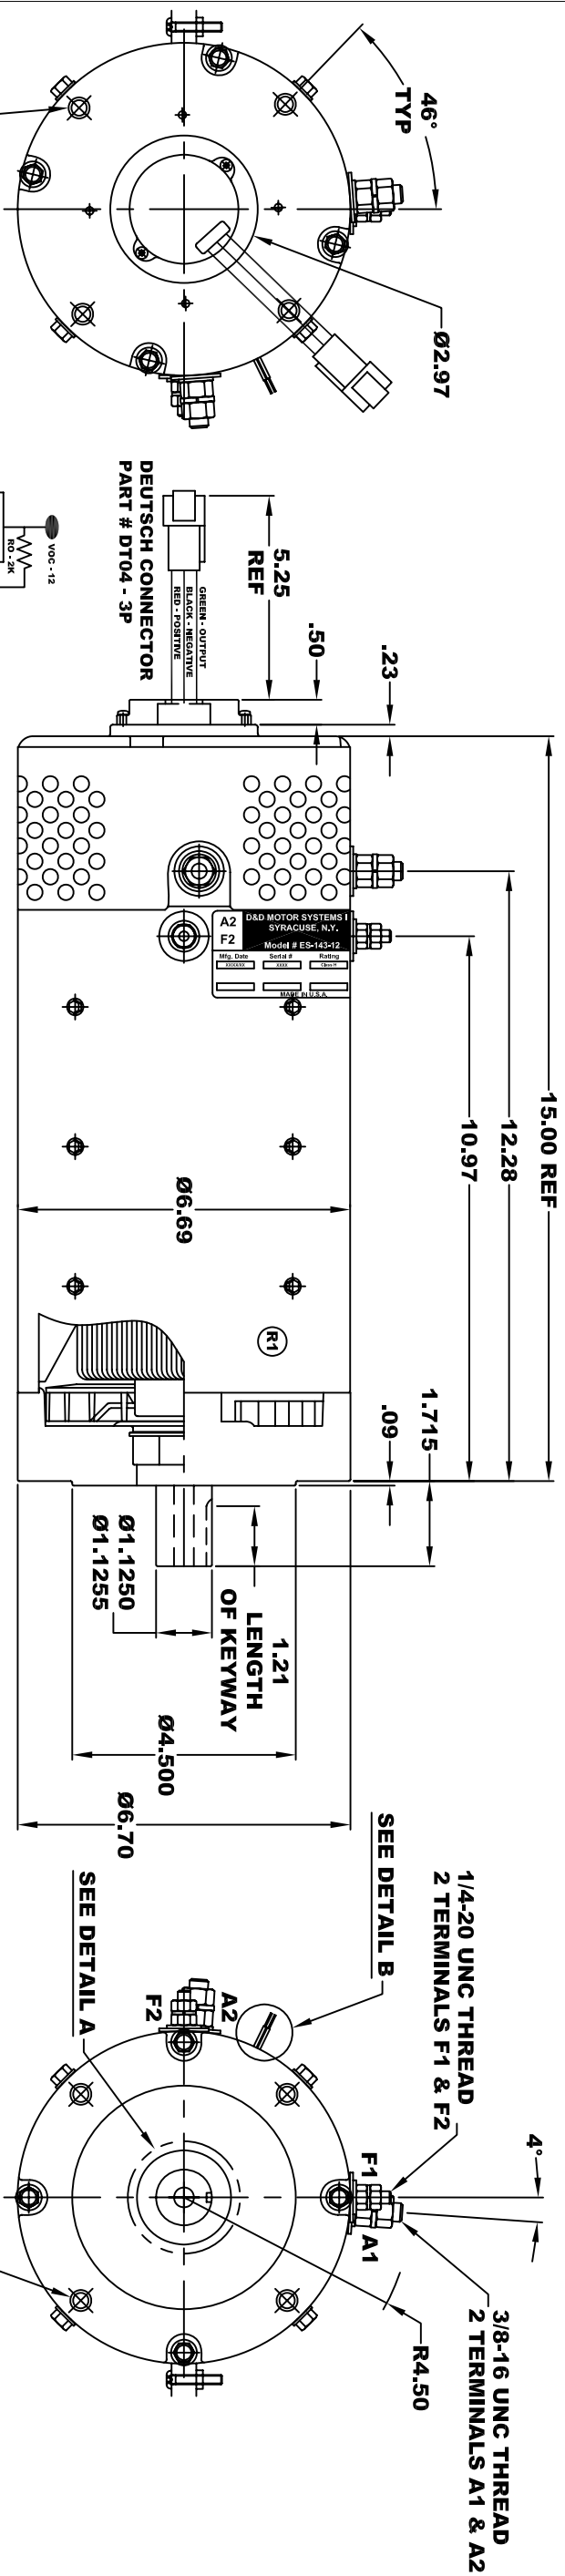 46°
TYP
Ø2.97
DEUTSCH CONNECTOR
PART # DT04 - 3P
VOC - 12
RO - 2K
5.25
REF
GREEN - OUTPUT
BLACK - NEGATIVE
RED - POSITIVE
.50
.23
15.00 REF
12.28
10.97
A2
F2
D&D MOTOR SYSTEMS I
SYRACUSE, N.Y.
Model # ES-143-12
Mfg. Date
Serial #
Rating
XXXX/XX
XXXX
Class H
MADE IN U.S.A.
Ø6.69
R1
1.715
.09
Ø1.1250
Ø1.1255
1.21
LENGTH
OF KEYWAY
Ø4.500
Ø6.70
SEE DETAIL B
SEE DETAIL A
1/4-20 UNC THREAD
2 TERMINALS F1 & F2
4°
F1
A1
A2
F2
3/8-16 UNC THREAD
2 TERMINALS A1 & A2
R4.50